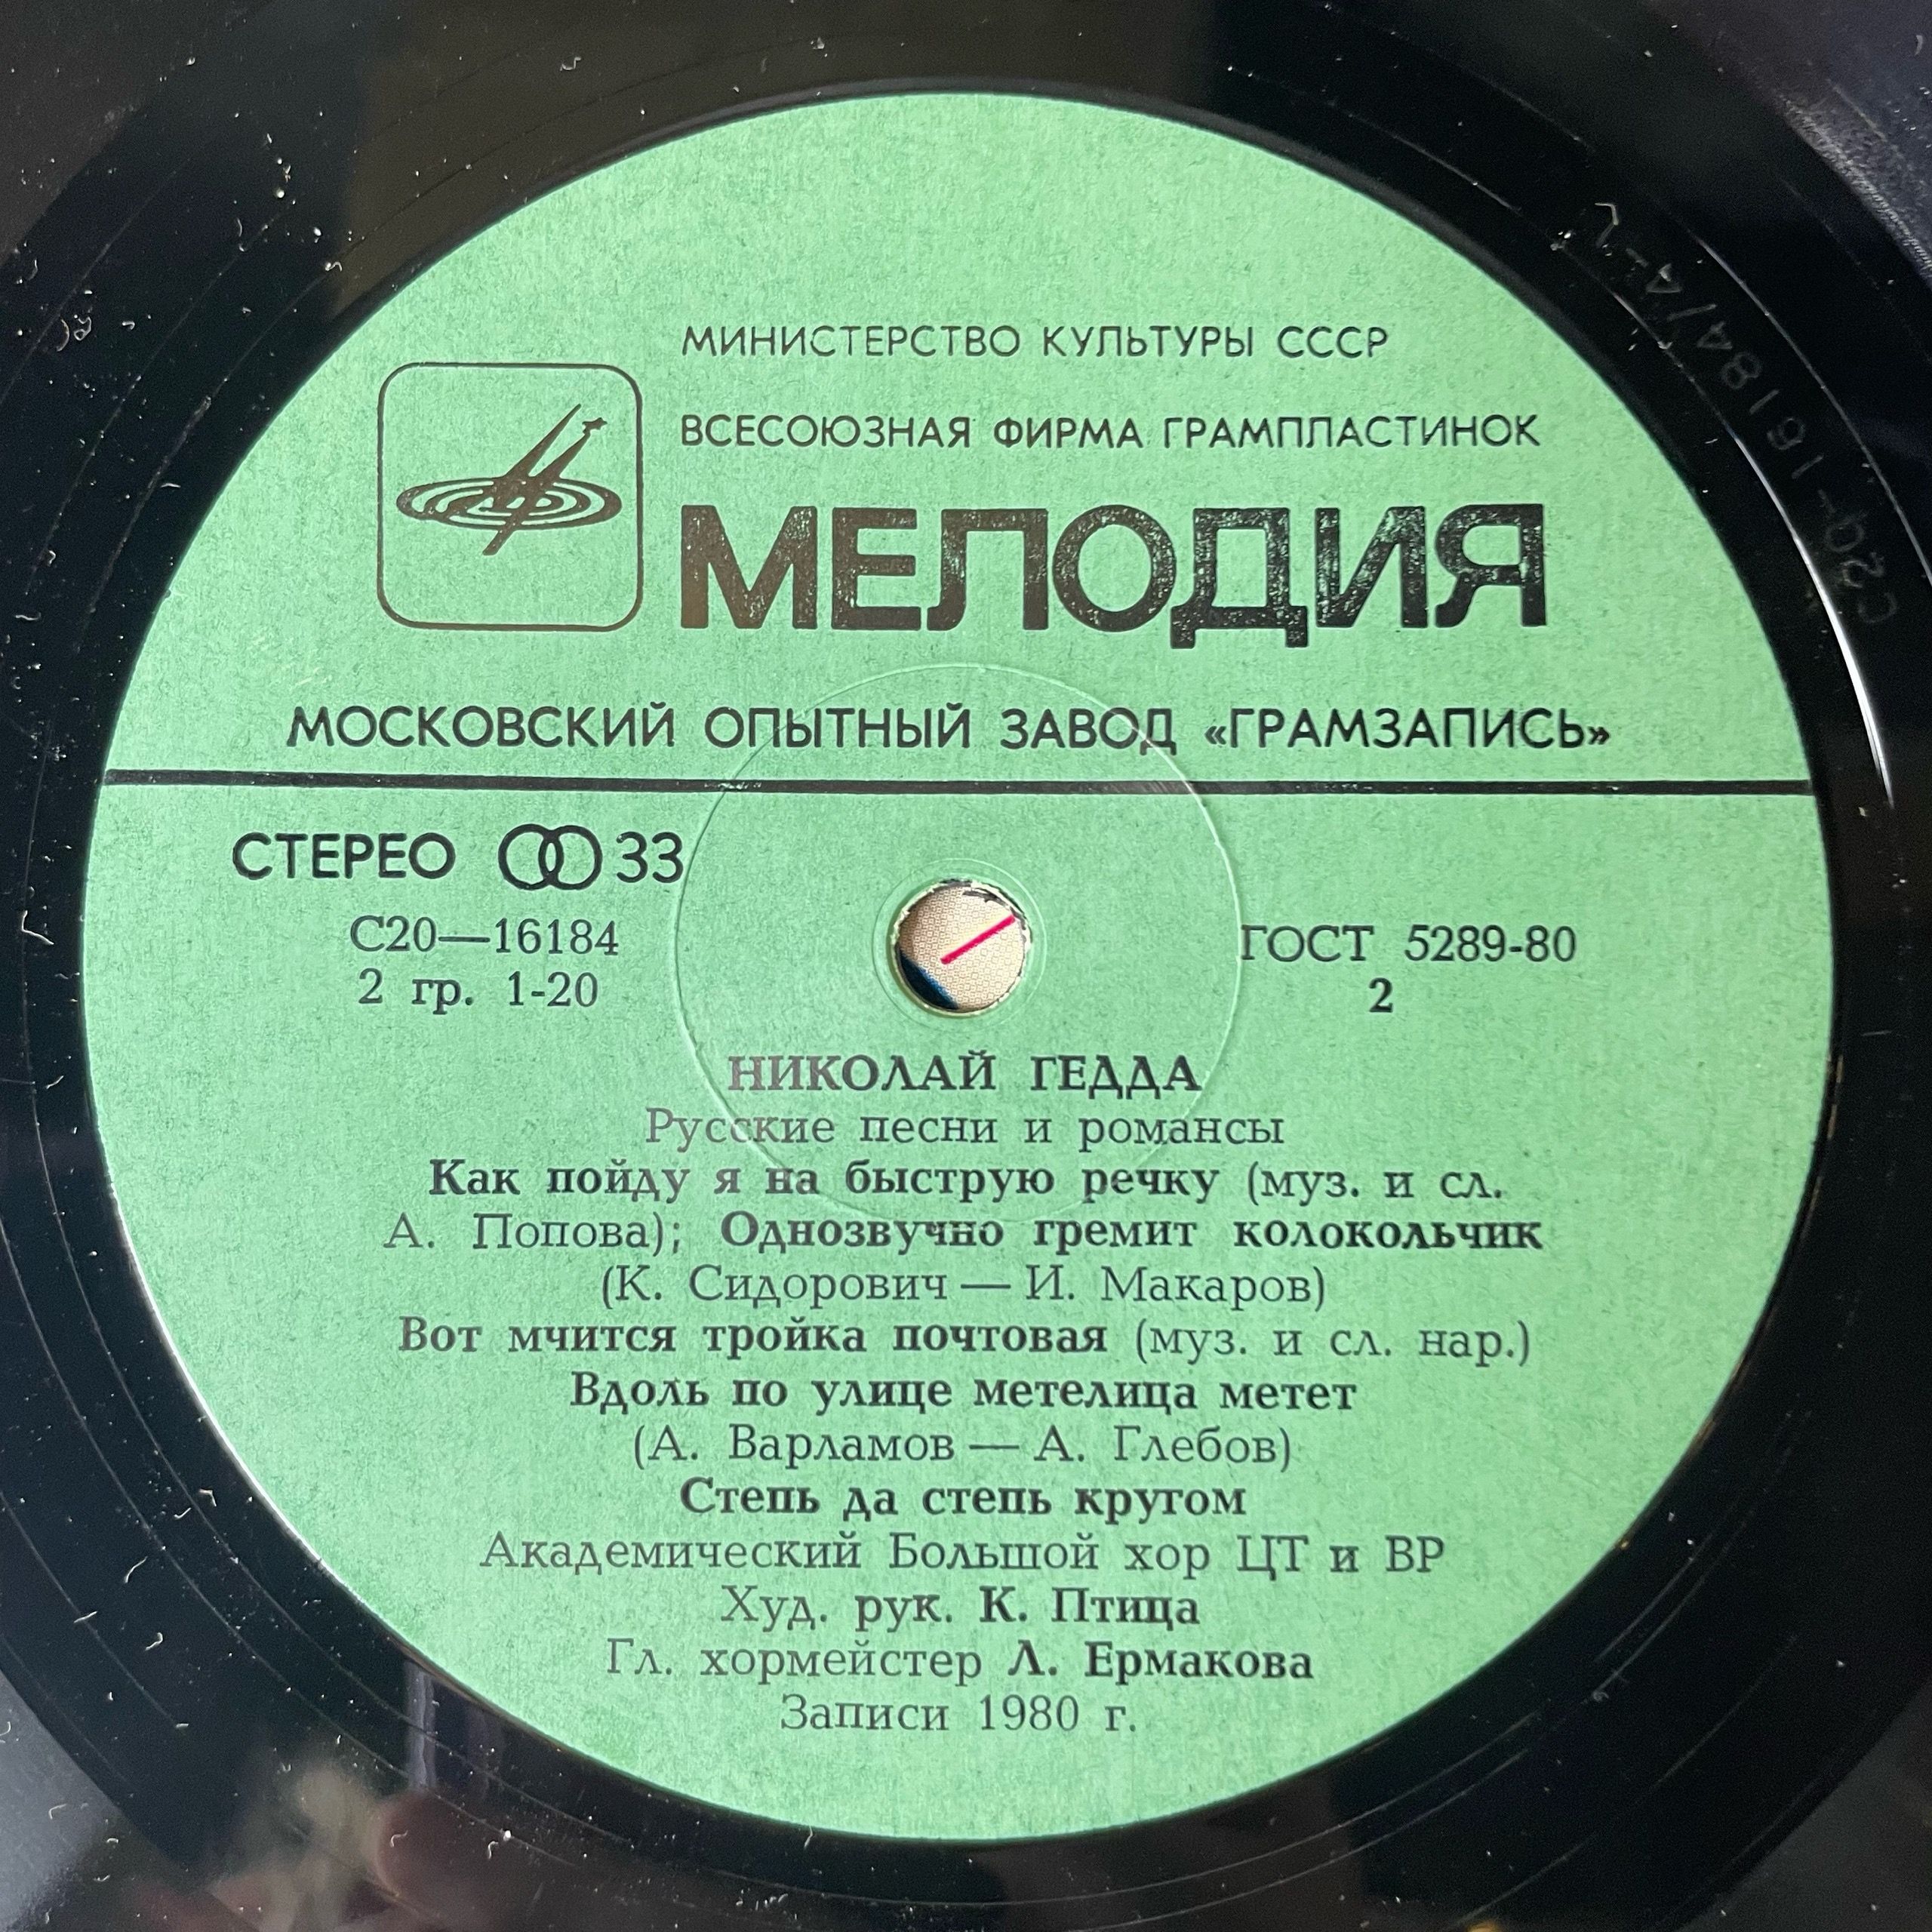 МИНИСТЕРСТВО КУЛЬТУРЫ СССР
ВСЕСОЮЗНАЯ ФИРМА ГРАМПЛАСТИНОК
МЕЛОДИЯ
МОСКОВСКИЙ ОПЫТНЫЙ ЗАВОД «ГРАМЗАПИСЬ»
СТЕРЕО 33
С20—16184
2 гр. 1-20
ГОСТ 5289-80
2
НИКОЛАЙ ГЕДДА
Русские песни и романсы
Как пойду я на быструю речку (муз. и сл.
А. Попова); Однозвучно гремит колокольчик
(К. Сидорович — И. Макаров)
Вот мчится тройка почтовая (муз. и сл. нар.)
Вдоль по улице метелица метет
(А. Варламов — А. Глебов)
Степь да степь кругом
Академический Большой хор ЦТ и ВР
Худ. рук. К. Птица
Гл. хормейстер Л. Ермакова
Записи 1980 г.